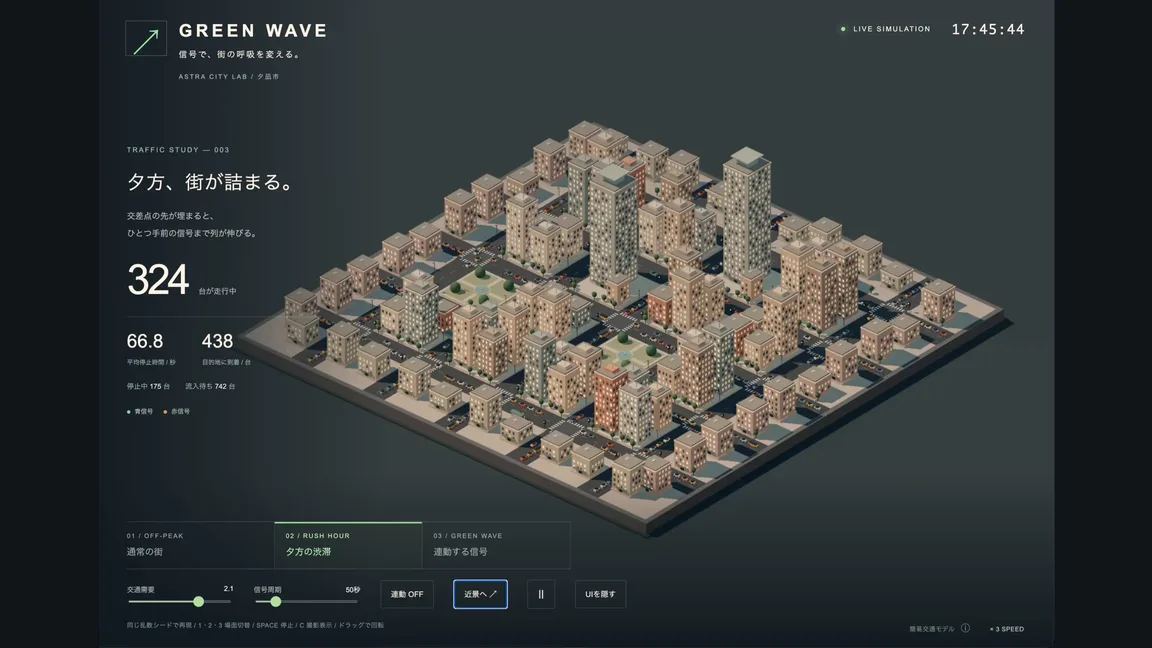 GREEN WAVE
信号で、街の呼吸を変える。
ASTRA CITY LAB / 夕凪市
LIVE SIMULATION 17:45:44
TRAFFIC STUDY — 003
夕方、街が詰まる。
交差点の先が埋まると、
ひとつ手前の信号まで列が伸びる。
324 台が走行中
66.8 438
平均停止時間 / 秒 目的地に到着 / 台
停止中 175 台 流入待ち 742 台
青信号 赤信号
01 / OFF-PEAK 02 / RUSH HOUR 03 / GREEN WAVE
通常の街 夕方の渋滞 連動する信号
交通需要 2.1 信号周期 50秒
連動 OFF 近景へ ↗ UIを隠す
同じ乱数シードで再現 / 1・2・3 場面切替 / SPACE 停止 / C 撮影表示 / ドラッグで回転
簡易交通モデル ⓘ × 3 SPEED